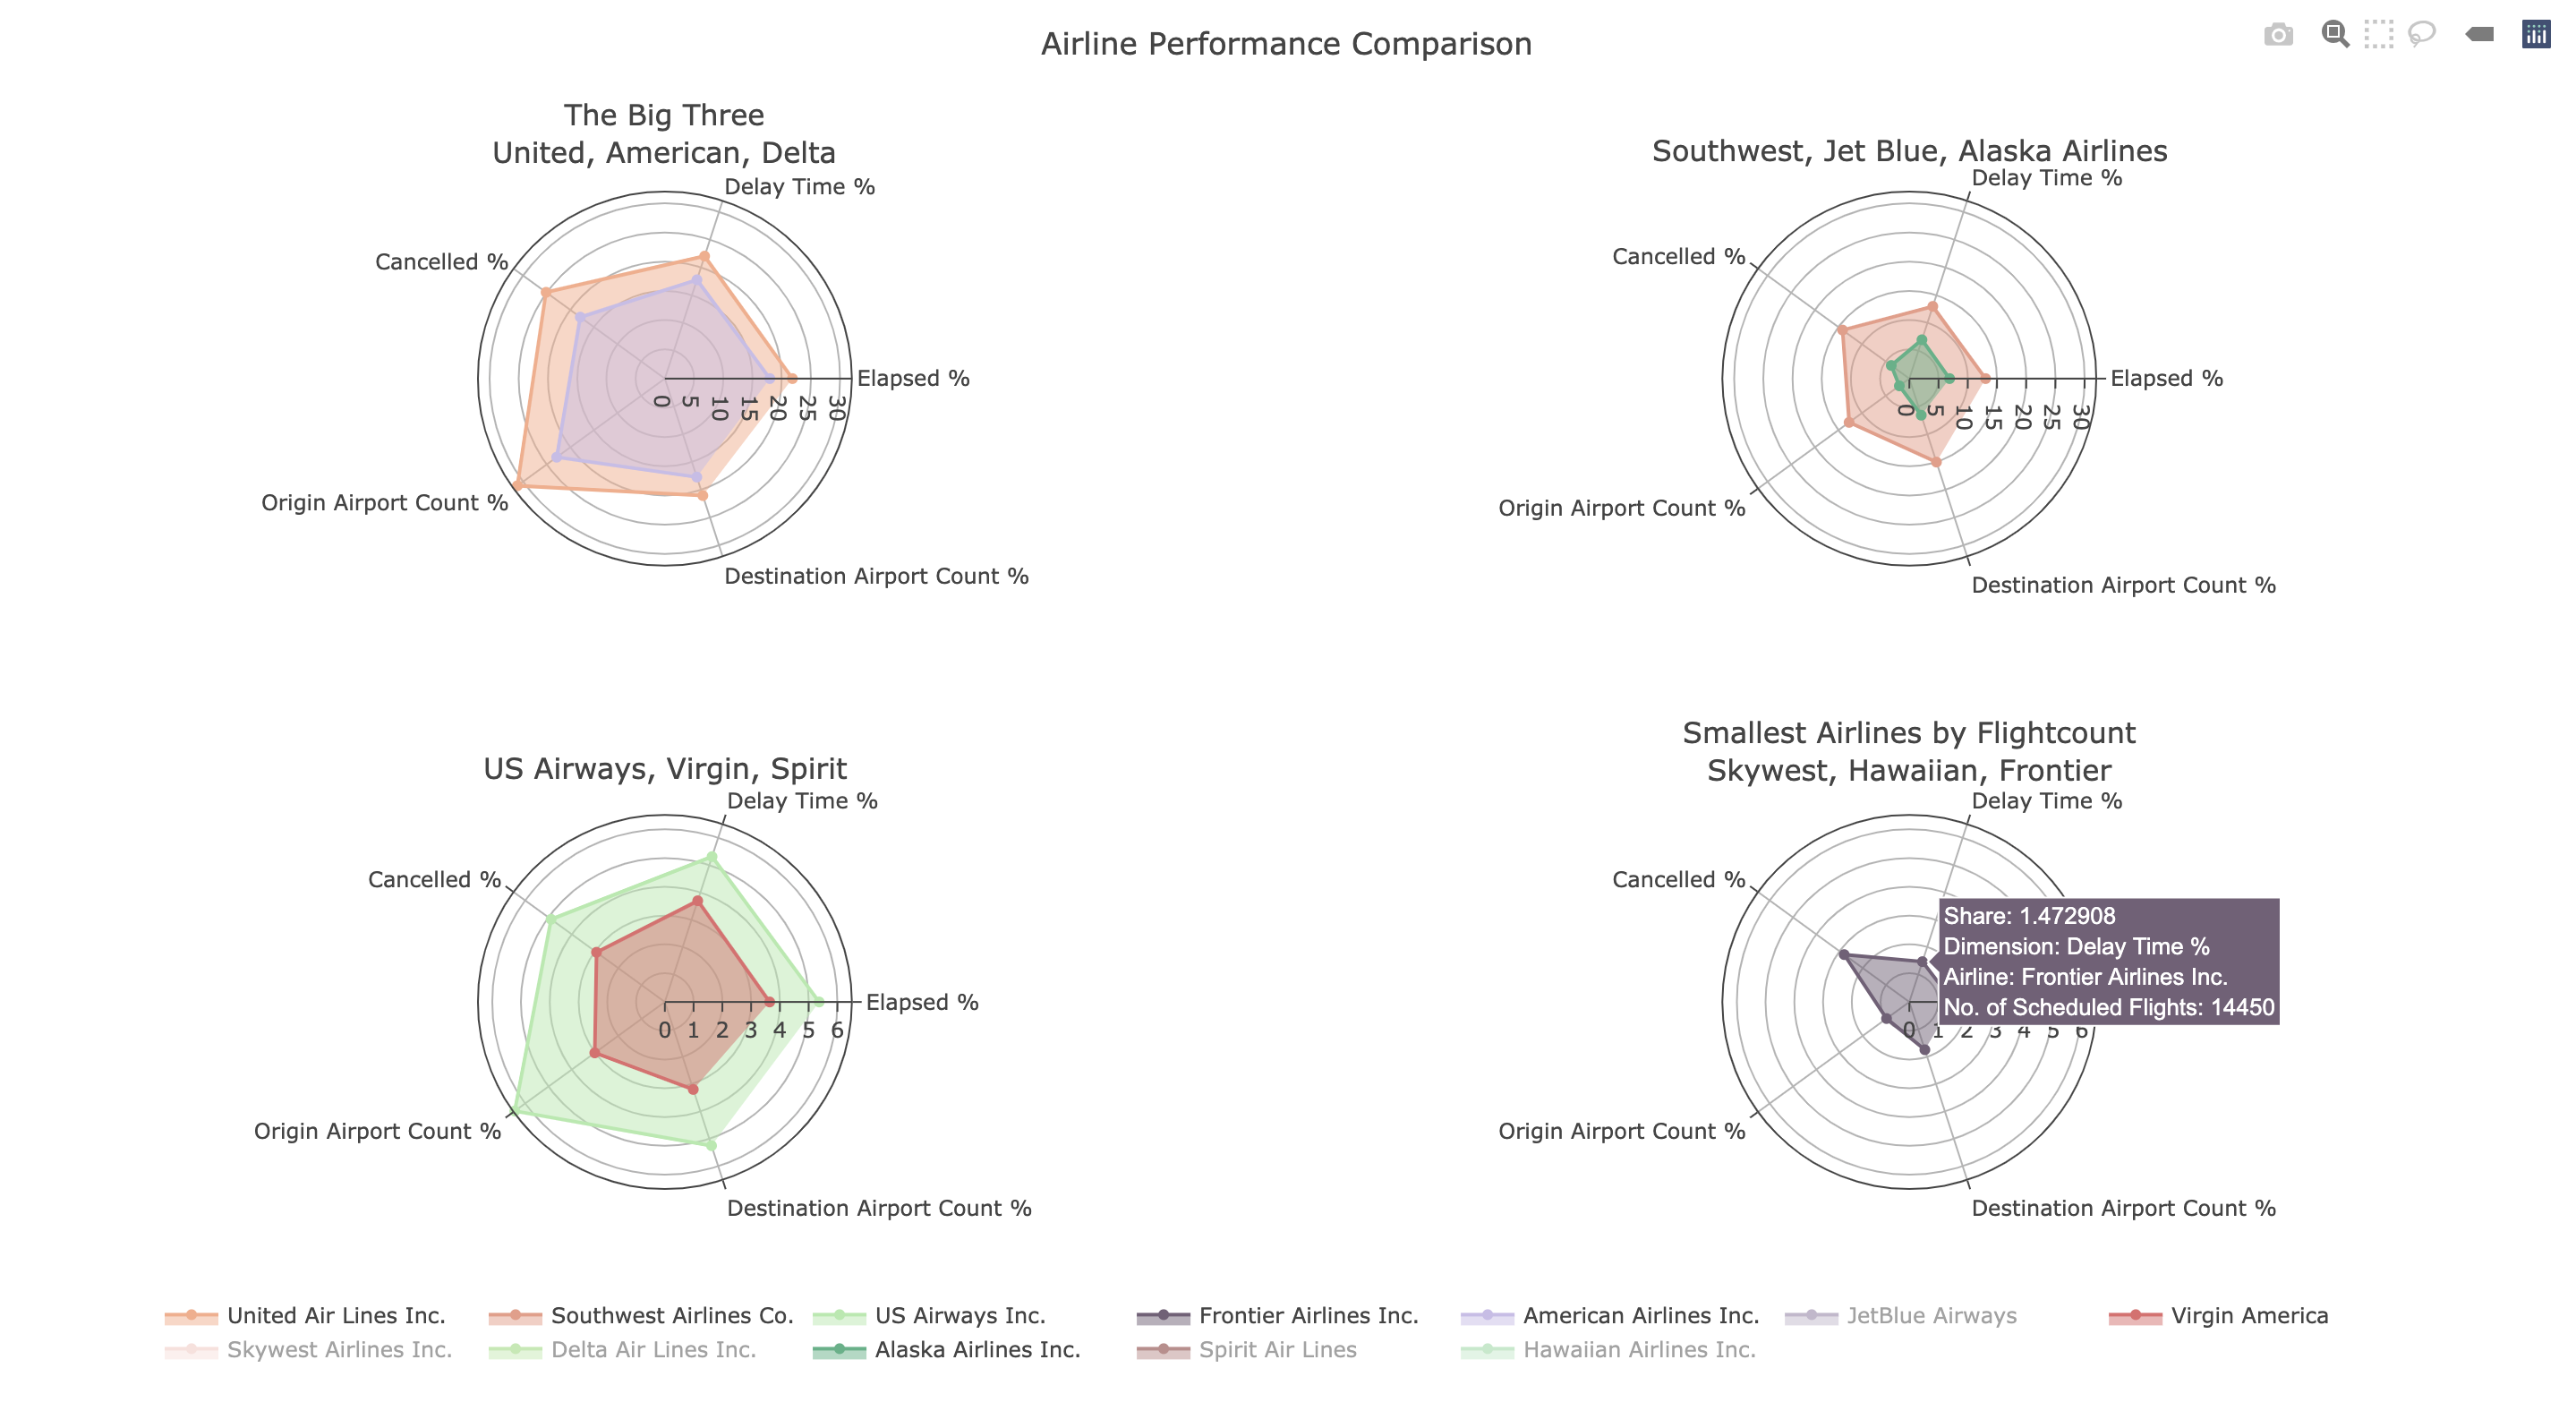 Airline Performance Comparison
The Big Three
United, American, Delta
Delay Time %
Cancelled %
Elapsed %
0 5 10 15 20 25 30
Origin Airport Count %
Destination Airport Count %
Southwest, Jet Blue, Alaska Airlines
Delay Time %
Cancelled %
Elapsed %
0 5 10 15 20 25 30
Origin Airport Count %
Destination Airport Count %
US Airways, Virgin, Spirit
Delay Time %
Cancelled %
Elapsed %
0 1 2 3 4 5 6
Origin Airport Count %
Destination Airport Count %
Smallest Airlines by Flightcount
Skywest, Hawaiian, Frontier
Delay Time %
Cancelled %
Share: 1.472908
Dimension: Delay Time %
Airline: Frontier Airlines Inc.
No. of Scheduled Flights: 14450
0 1 2 3 4 5 6
Origin Airport Count %
Destination Airport Count %
United Air Lines Inc. Southwest Airlines Co. US Airways Inc. Frontier Airlines Inc. American Airlines Inc. JetBlue Airways Virgin America
Skywest Airlines Inc. Delta Air Lines Inc. Alaska Airlines Inc. Spirit Air Lines Hawaiian Airlines Inc.